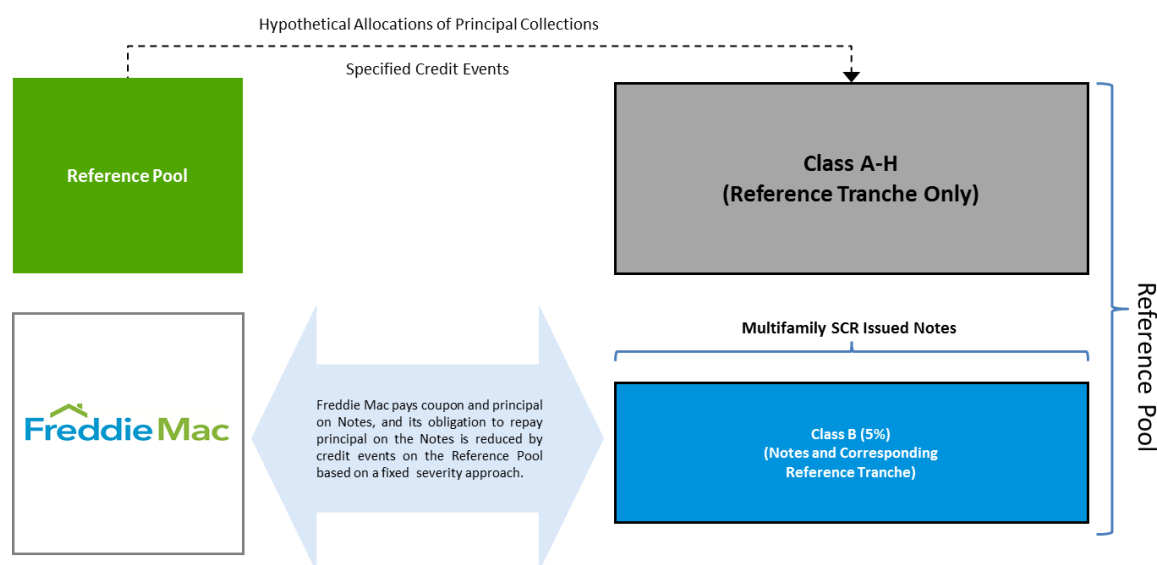 Hypothetical Allocations of Principal Collections
Specified Credit Events
Reference Pool
Class A-H
(Reference Tranche Only)
Reference Pool
Multifamily SCR Issued Notes
Freddie Mac
Freddie Mac pays coupon and principal
on Notes, and its obligation to repay
principal on the Notes is reduced by
credit events on the Reference Pool
based on a fixed severity approach.
Class B (5%)
(Notes and Corresponding
Reference Tranche)